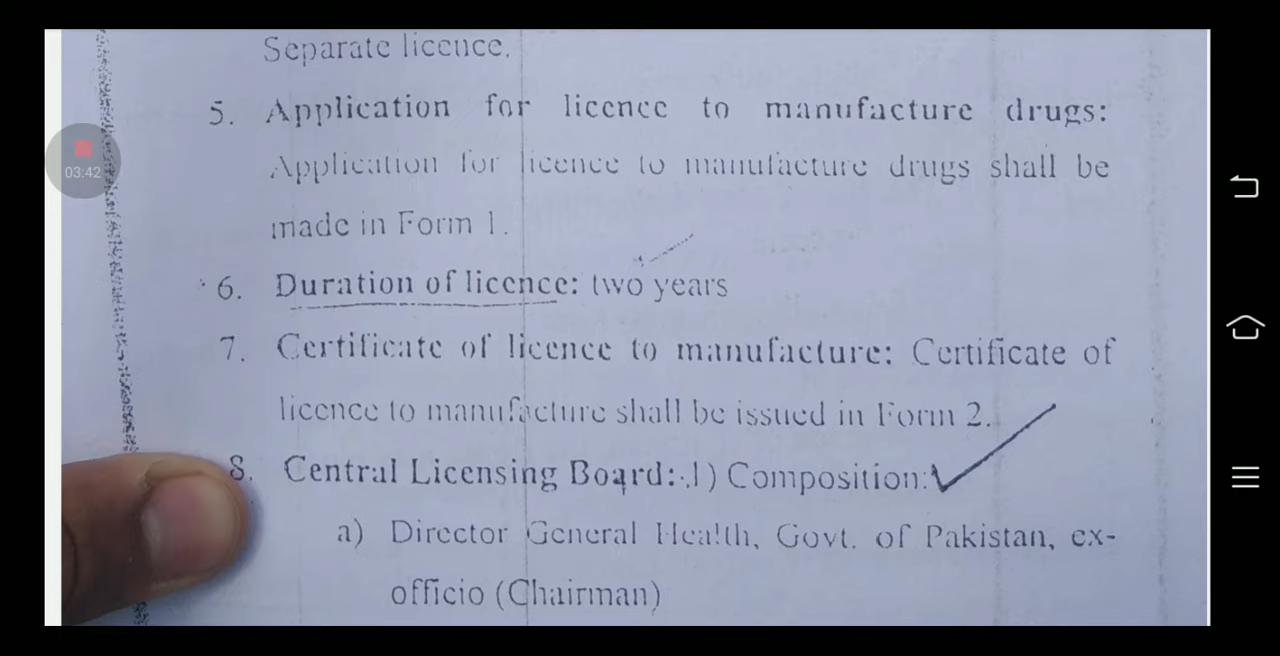 Separate licence.
5. Application for licence to manufacture drugs:
Application for licence to manufacture drugs shall be
made in Form 1.
6. Duration of licence: two years
7. Certificate of licence to manufacture: Certificate of
licence to manufacture shall be issued in Form 2.
8. Central Licensing Board: 1) Composition:
a) Director General Health, Govt. of Pakistan, ex-
officio (Chairman)
03:42